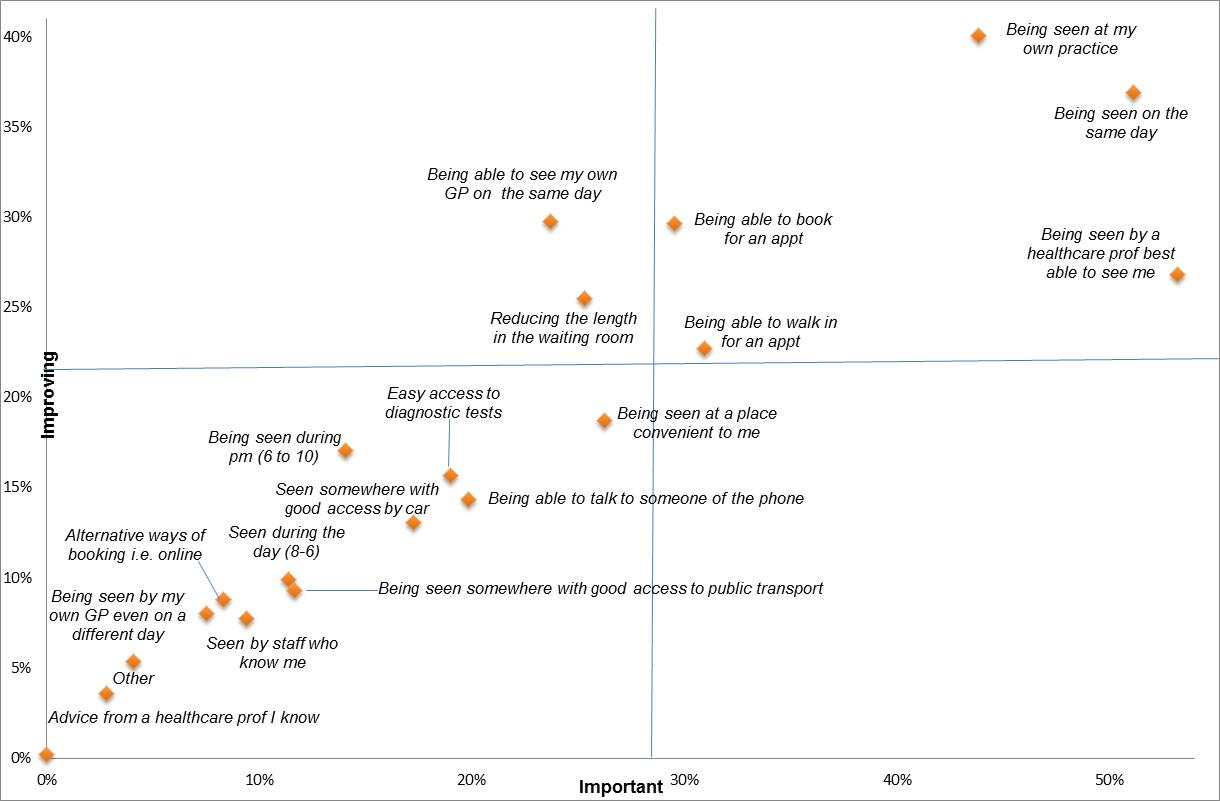 40%
Being seen at my
own practice
Being seen on the
same day
35%
Being able to see my own
GP on the same day
30%
Being able to book
for an appt
Being seen by a
healthcare prof best
able to see me
25%
Reducing the length
in the waiting room
Being able to walk in
for an appt
Improving
20%
Easy access to
diagnostic tests
Being seen at a place
convenient to me
Being seen during
pm (6 to 10)
15%
Seen somewhere with
good access by car
Being able to talk to someone of the phone
Alternative ways of
booking i.e. online
Seen during the
day (8-6)
10%
Being seen somewhere with good access to public transport
Being seen by my
own GP even on a
different day
Seen by staff who
know me
5%
Other
Advice from a healthcare prof I know
0%
0%
10%
20%
30%
40%
50%
Important